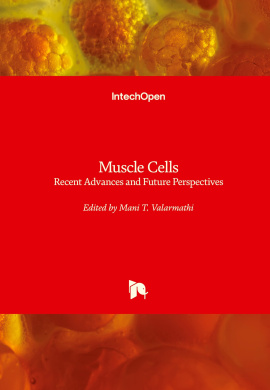 IntechOpen
Muscle Cells
Recent Advances and Future Perspectives
Edited by Mani T. Valarmathi